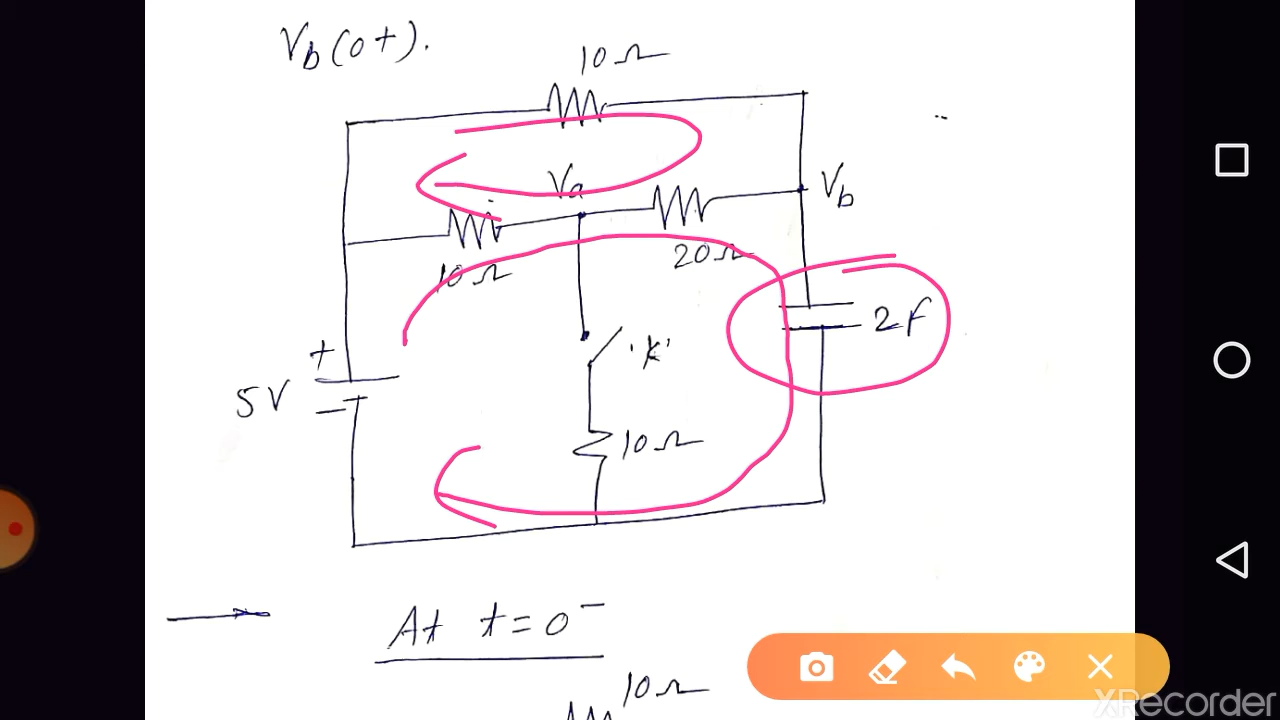 Vb(0+).
10Ω
Va
Vb
10Ω
20Ω
2F
'K'
+
5V
−
10Ω
At t=0⁻
10Ω
XRecorder